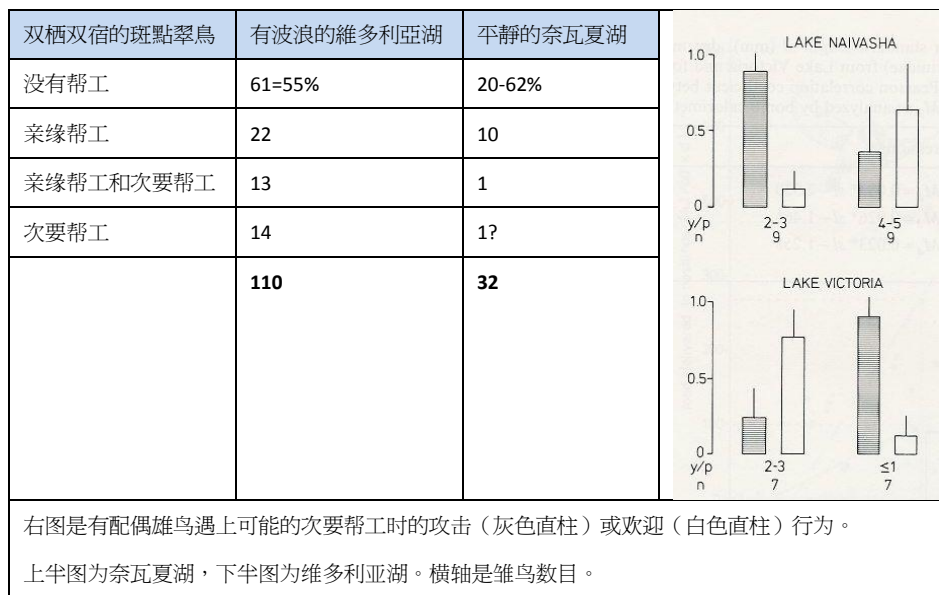 双栖双宿的斑點翠鳥 有波浪的維多利亞湖 平靜的奈瓦夏湖
没有帮工 61=55% 20-62%
亲缘帮工 22 10
亲缘帮工和次要帮工 13 1
次要帮工 14 1?
110 32
LAKE NAIVASHA
1.0
0.5
0
y/p 2-3 4-5
n 9 9
LAKE VICTORIA
1.0
0.5
0
y/p 2-3 ≤1
n 7 7
右图是有配偶雄鸟遇上可能的次要帮工时的攻击（灰色直柱）或欢迎（白色直柱）行为。
上半图为奈瓦夏湖，下半图为维多利亚湖。横轴是雏鸟数目。